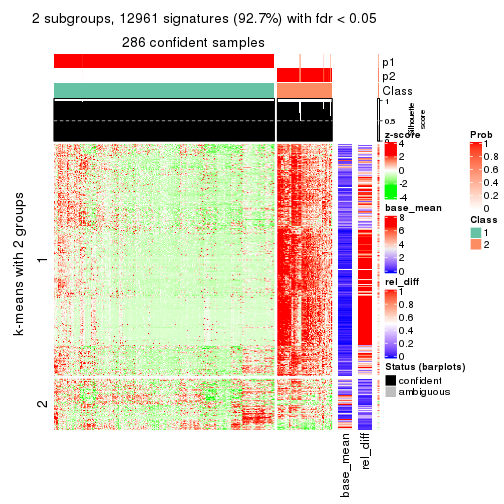 2 subgroups, 12961 signatures (92.7%) with fdr < 0.05
286 confident samples
p1
p2
Class
1
0.5
0
Silhouette
score
k-means with 2 groups
1
2
base_mean
rel_diff
z-score
4
2
0
-2
-4
base_mean
8
6
4
2
0
rel_diff
1
0.8
0.6
0.4
0.2
0
Status (barplots)
confident
ambiguous
Prob
1
0.8
0.6
0.4
0.2
0
Class
1
2